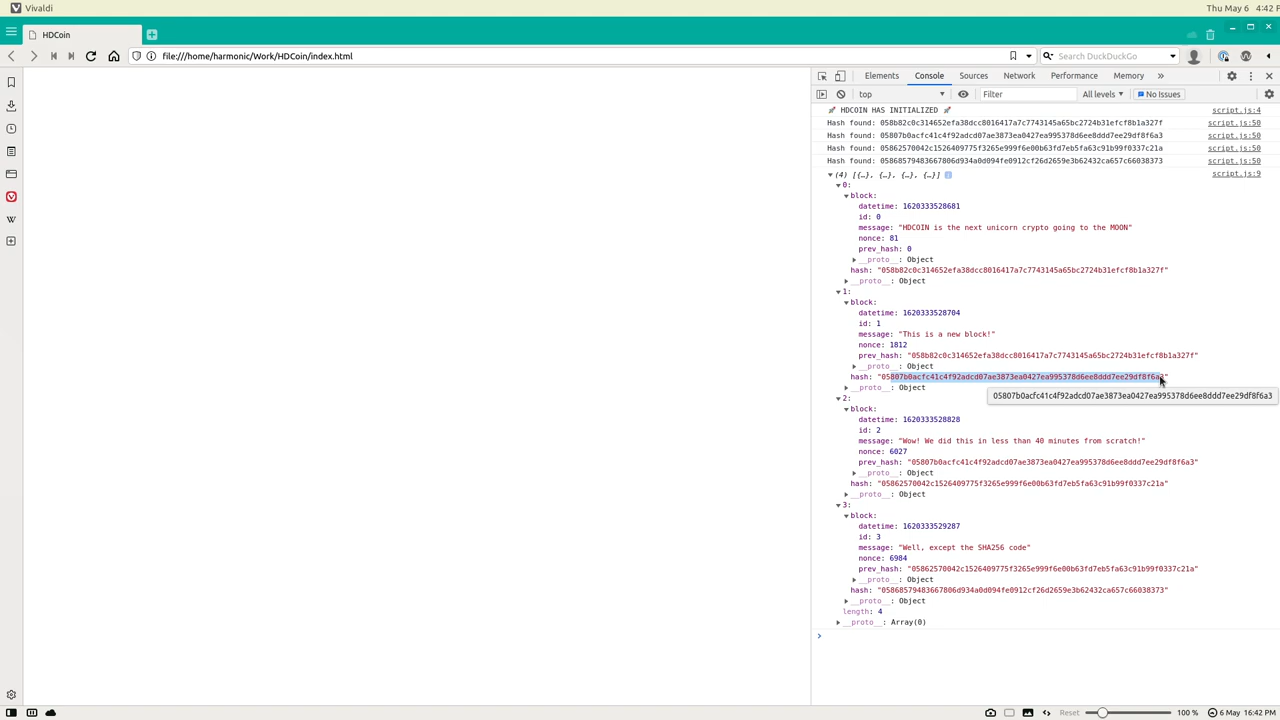 Vivaldi
Thu May 6 4:42 P
HDCoin
file:///home/harmonic/Work/HDCoin/index.html
Search DuckDuckGo
Elements Console Sources Network Performance Memory
top
Filter
All levels
No Issues
🚀 HDCOIN HAS INITIALIZED 🚀 script.js:4
Hash found: 058b82c0c314652efa38dcc8016417a7c7743145a65bc2724b31efcf8b1a327f script.js:50
Hash found: 05807b0acfc41c4f92adcd07ae3873ea0427ea995378d6ee8ddd7ee29df8f6a3 script.js:50
Hash found: 05862570042c1526409775f3265e999f6e00b63fd7eb5fa63c91b99f0337c21a script.js:50
Hash found: 05868579483667806d934a0d094fe0912cf26d2659e3b62432ca657c66038373 script.js:50
(4) [{…}, {…}, {…}, {…}] script.js:9
0:
block:
datetime: 1620333528681
id: 0
message: "HDCOIN is the next unicorn crypto going to the MOON"
nonce: 81
prev_hash: 0
__proto__: Object
hash: "058b82c0c314652efa38dcc8016417a7c7743145a65bc2724b31efcf8b1a327f"
__proto__: Object
1:
block:
datetime: 1620333528704
id: 1
message: "This is a new block!"
nonce: 1812
prev_hash: "058b82c0c314652efa38dcc8016417a7c7743145a65bc2724b31efcf8b1a327f"
__proto__: Object
hash: "05807b0acfc41c4f92adcd07ae3873ea0427ea995378d6ee8ddd7ee29df8f6a3"
__proto__: Object
05807b0acfc41c4f92adcd07ae3873ea0427ea995378d6ee8ddd7ee29df8f6a3
2:
block:
datetime: 1620333528828
id: 2
message: "Wow! We did this in less than 40 minutes from scratch!"
nonce: 6027
prev_hash: "05807b0acfc41c4f92adcd07ae3873ea0427ea995378d6ee8ddd7ee29df8f6a3"
__proto__: Object
hash: "05862570042c1526409775f3265e999f6e00b63fd7eb5fa63c91b99f0337c21a"
__proto__: Object
3:
block:
datetime: 1620333529287
id: 3
message: "Well, except the SHA256 code"
nonce: 6984
prev_hash: "05862570042c1526409775f3265e999f6e00b63fd7eb5fa63c91b99f0337c21a"
__proto__: Object
hash: "05868579483667806d934a0d094fe0912cf26d2659e3b62432ca657c66038373"
__proto__: Object
length: 4
__proto__: Array(0)
Reset 100 % 6 May 16:42 PM